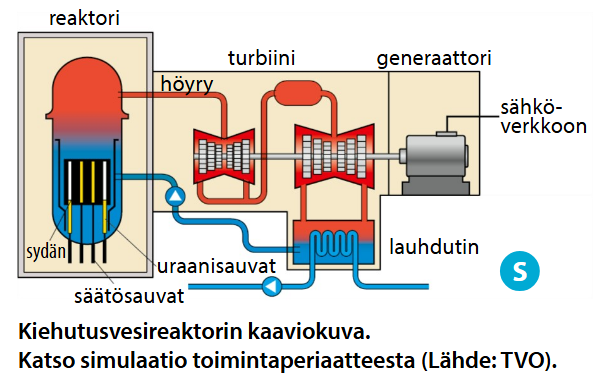 reaktori
turbiini
generaattori
höyry
sähkö-
verkkoon
sydän
uraanisauvat
lauhdutin
säätösauvat
S
Kiehutusvesireaktorin kaaviokuva.
Katso simulaatio toimintaperiaatteesta (Lähde: TVO).